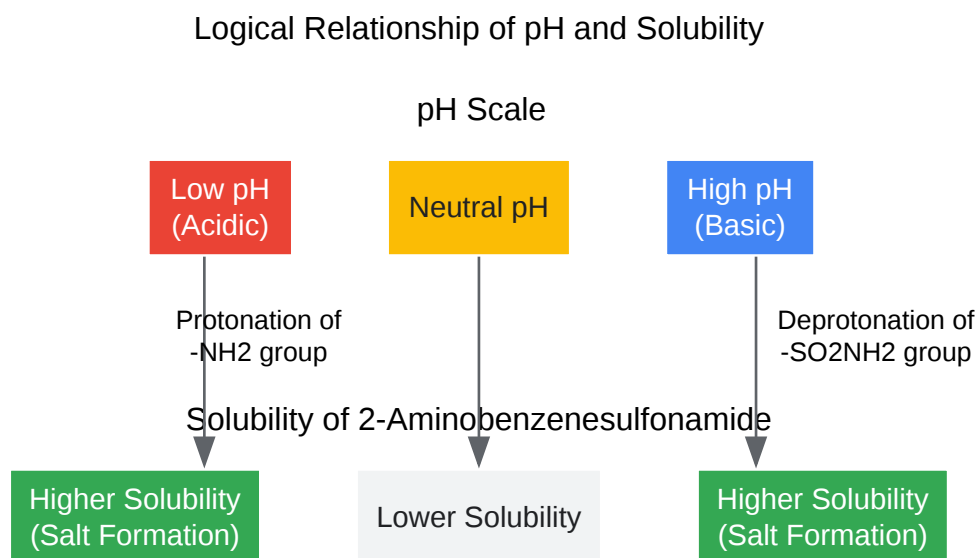 Logical Relationship of pH and Solubility
pH Scale
Low pH
(Acidic)
Neutral pH
High pH
(Basic)
Protonation of
-NH2 group
Deprotonation of
-SO2NH2 group
Solubility of 2-Aminobenzenesulfonamide
Higher Solubility
(Salt Formation)
Lower Solubility
Higher Solubility
(Salt Formation)